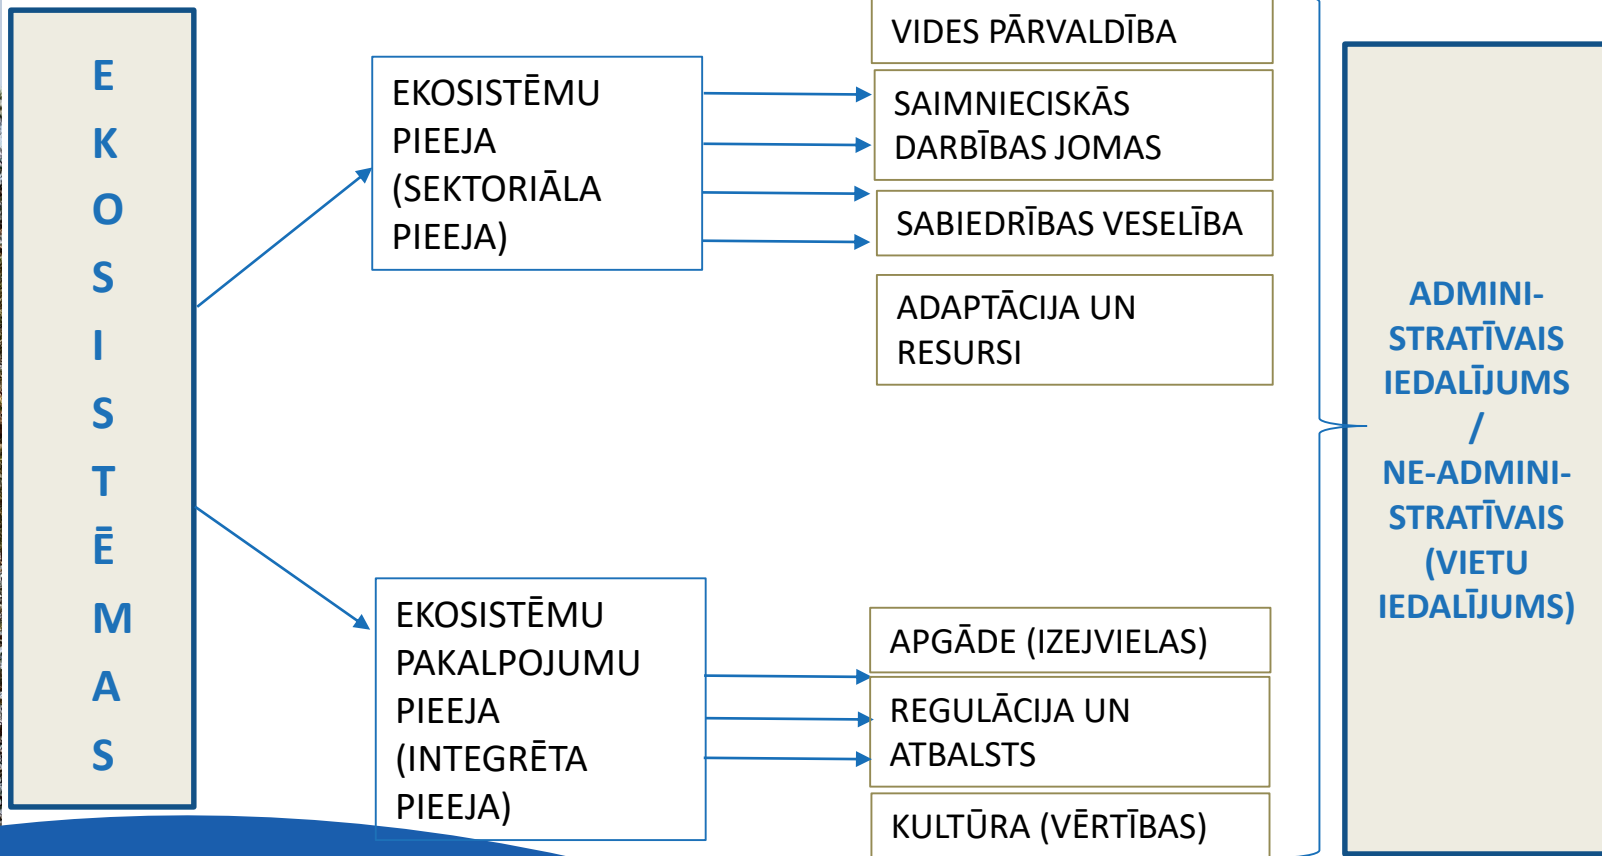 EKOSISTĒMAS
EKOSISTĒMU
PIEEJA
(SEKTORIĀLA
PIEEJA)
VIDES PĀRVALDĪBA
SAIMNIECISKĀS
DARBĪBAS JOMAS
SABIEDRĪBAS VESELĪBA
ADAPTĀCIJA UN
RESURSI
EKOSISTĒMU
PAKALPOJUMU
PIEEJA
(INTEGRĒTA
PIEEJA)
APGĀDE (IZEJVIELAS)
REGULĀCIJA UN
ATBALSTS
KULTŪRA (VĒRTĪBAS)
ADMINI-
STRATĪVAIS
IEDALĪJUMS
/
NE-ADMINI-
STRATĪVAIS
(VIETU
IEDALĪJUMS)